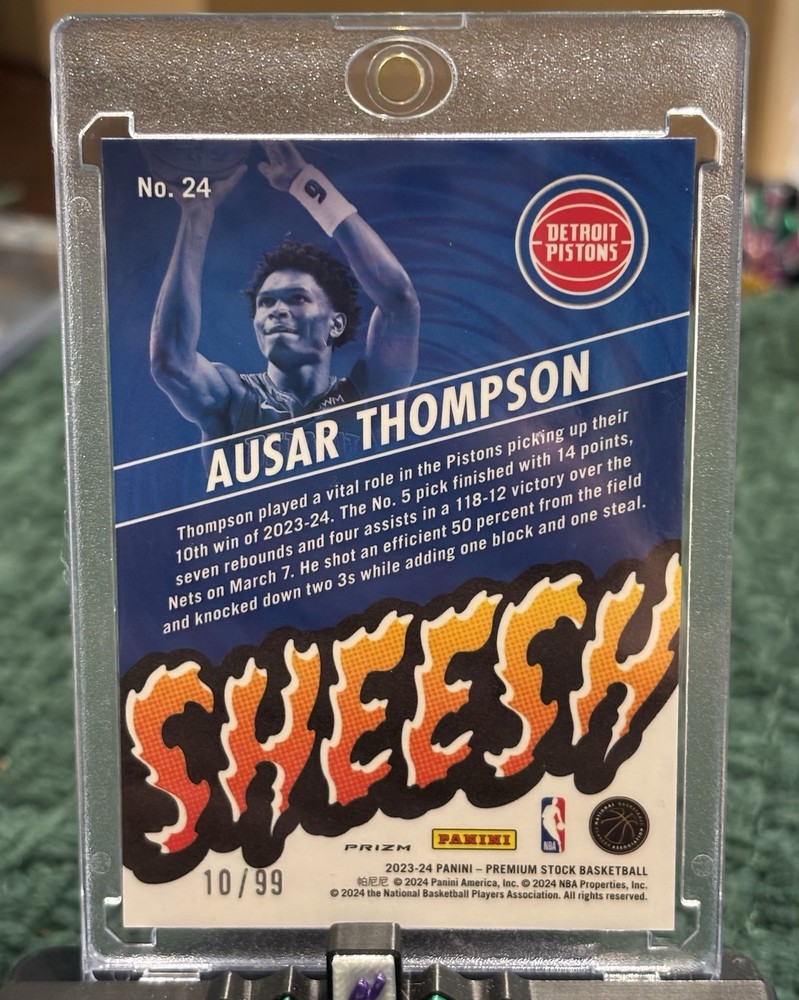 No. 24
9
DETROIT
PISTONS
WM
AUSAR THOMPSON
Thompson played a vital role in the Pistons picking up their
10th win of 2023-24. The No. 5 pick finished with 14 points,
seven rebounds and four assists in a 118-12 victory over the
Nets on March 7. He shot an efficient 50 percent from the field
and knocked down two 3s while adding one block and one steal.
SHEESH
10/99
PRIZM
PANINI
NBA
2023-24 PANINI – PREMIUM STOCK BASKETBALL
帕尼尼 © 2024 Panini America, Inc. © 2024 NBA Properties, Inc.
© 2024 the National Basketball Players Association. All rights reserved.